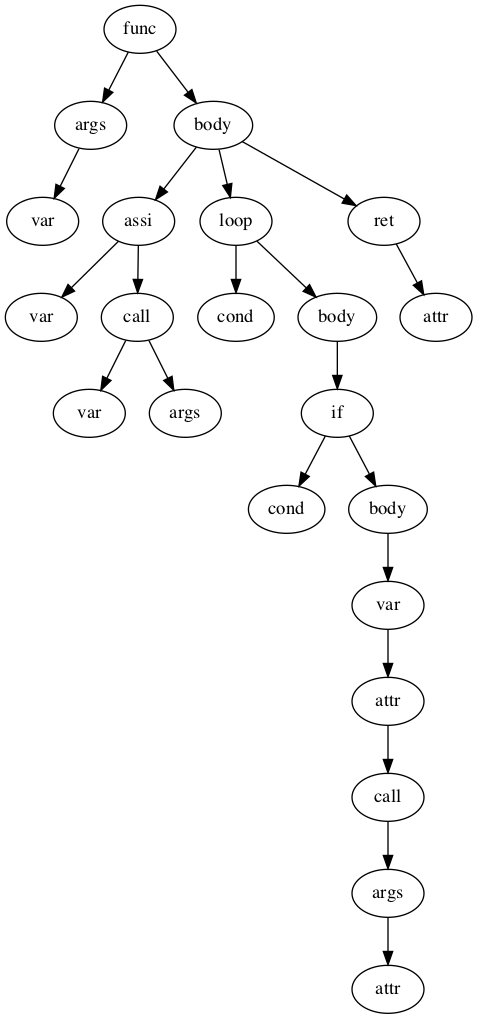 func
args
body
var
assi
loop
ret
var
call
cond
body
attr
var
args
if
cond
body
var
attr
call
args
attr